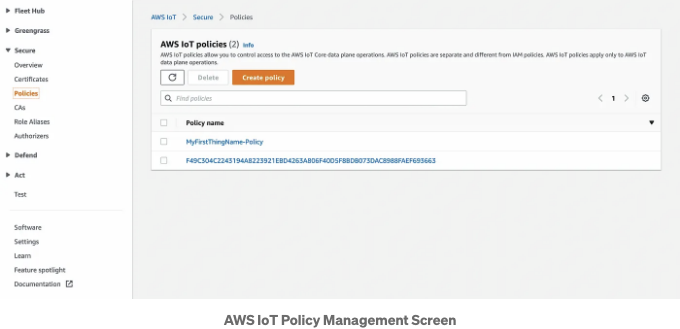 Fleet Hub
Greengrass
Secure
Overview
Certificates
Policies
CAs
Role Aliases
Authorizers
Defend
Act
Test
Software
Settings
Learn
Feature spotlight
Documentation
AWS IoT > Secure > Policies
AWS IoT policies (2) Info
AWS IoT policies allow you to control access to the AWS IoT Core data plane operations. AWS IoT policies are separate and different from IAM policies. AWS IoT policies apply only to AWS IoT
data plane operations.
Delete
Create policy
Find policies
1
Policy name
MyFirstThingName-Policy
AWS IoT Policy Management Screen